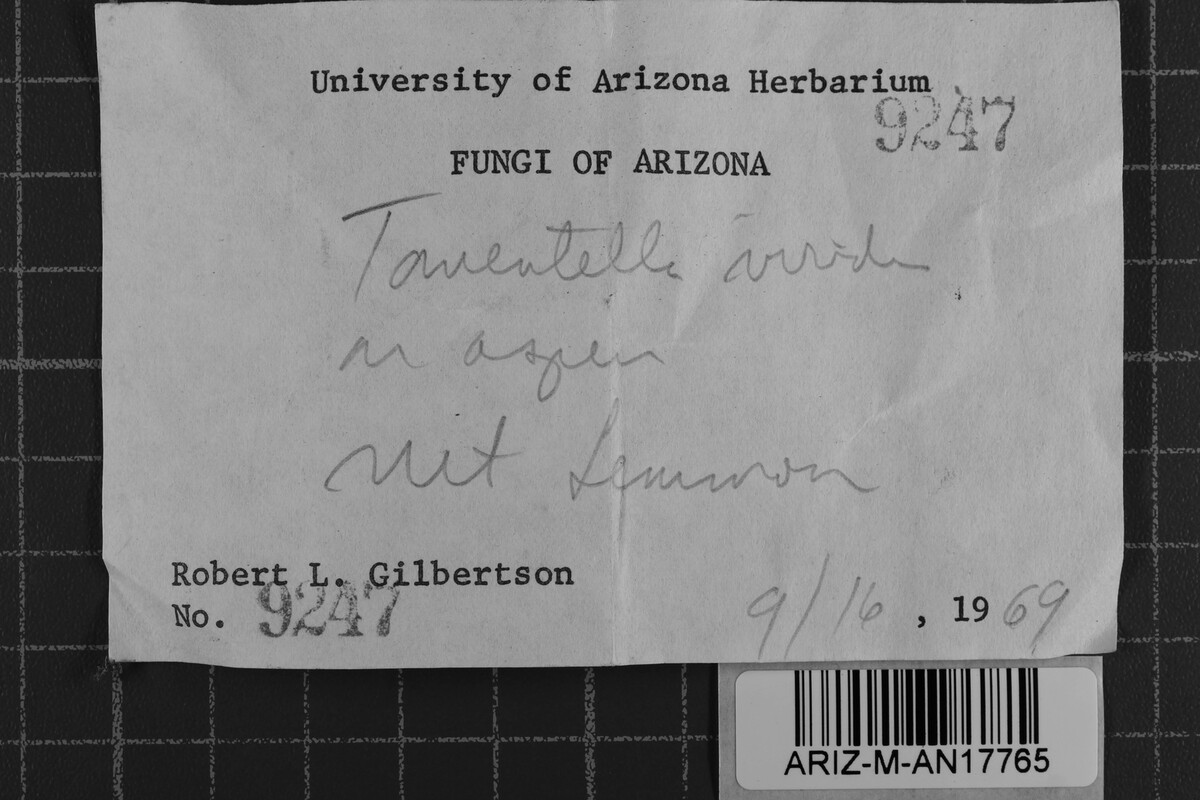 University of Arizona Herbarium
9247
FUNGI OF ARIZONA
Tomentella viridis
on aspen
Mt Lemmon
Robert L. Gilbertson
No. 9247
9/16, 1969
ARIZ-M-AN17765